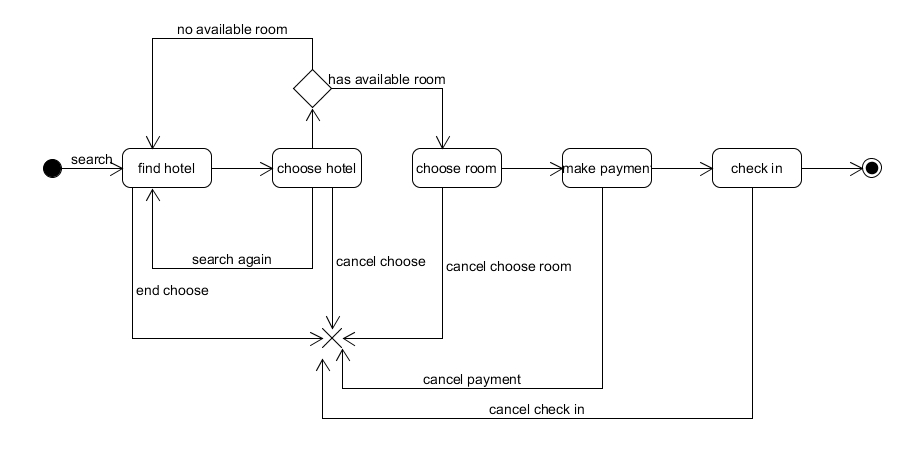 no available room
has available room
search
find hotel
choose hotel
choose room
make payment
check in
search again
cancel choose
cancel choose room
end choose
cancel payment
cancel check in